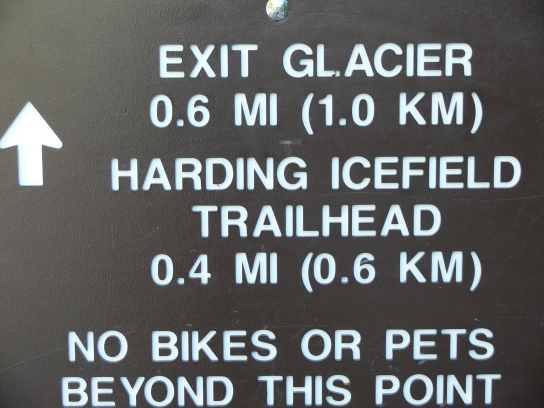 EXIT GLACIER
0.6 MI (1.0 KM)
HARDING ICEFIELD
TRAILHEAD
0.4 MI (0.6 KM)
NO BIKES OR PETS
BEYOND THIS POINT